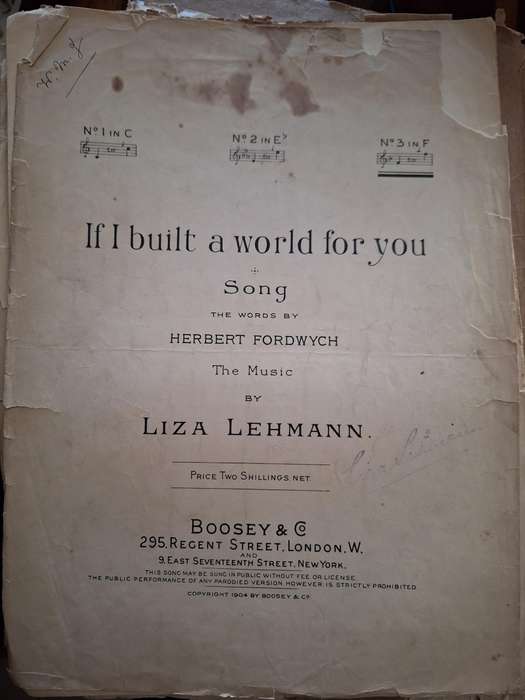 Nº 1 IN C
Nº 2 IN E♭
Nº 3 IN F
If I built a world for you
Song
THE WORDS BY
HERBERT FORDWYCH
The Music
BY
LIZA LEHMANN.
PRICE TWO SHILLINGS. NET.
BOOSEY & Cº
295, REGENT STREET, LONDON. W.
AND
9, EAST SEVENTEENTH STREET, NEW YORK.
THIS SONG MAY BE SUNG IN PUBLIC WITHOUT FEE OR LICENSE.
THE PUBLIC PERFORMANCE OF ANY PARODIED VERSION, HOWEVER, IS STRICTLY PROHIBITED
COPYRIGHT 1904 BY BOOSEY & Cº